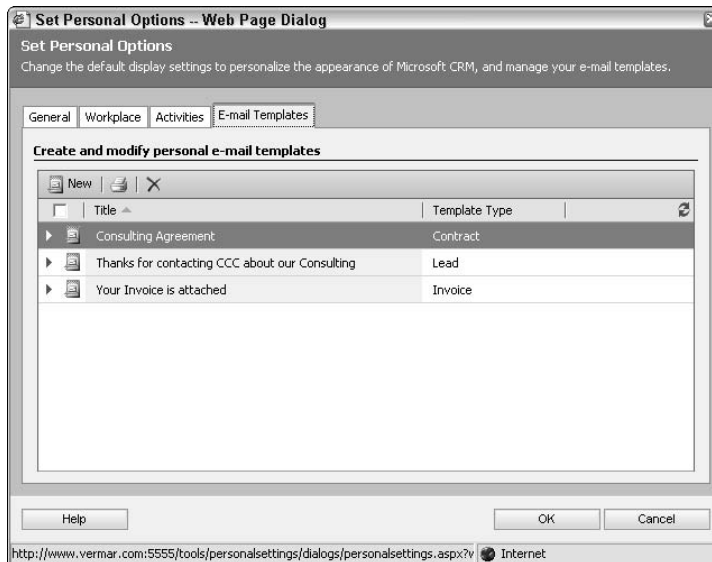 Set Personal Options -- Web Page Dialog
Set Personal Options
Change the default display settings to personalize the appearance of Microsoft CRM, and manage your e-mail templates.
General Workplace Activities E-mail Templates
Create and modify personal e-mail templates
New
Title Template Type
Consulting Agreement Contract
Thanks for contacting CCC about our Consulting Lead
Your Invoice is attached Invoice
Help OK Cancel
http://www.vermar.com:5555/tools/personalsettings/dialogs/personalsettings.aspx?v Internet